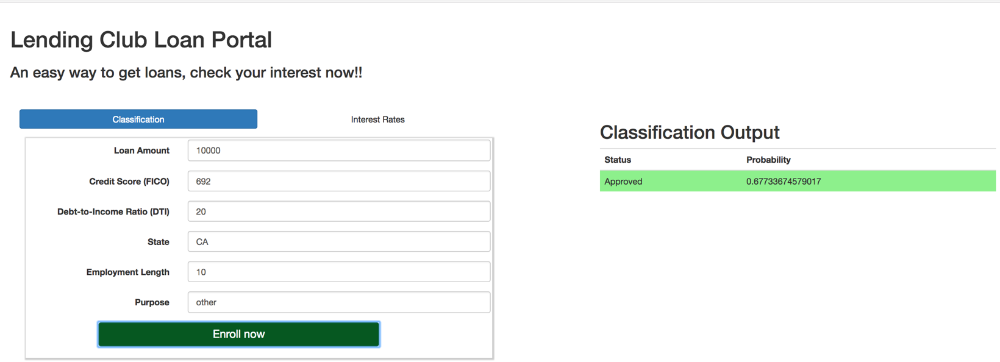 Lending Club Loan Portal
An easy way to get loans, check your interest now!!
Classification Interest Rates
Loan Amount 10000
Credit Score (FICO) 692
Debt-to-Income Ratio (DTI) 20
State CA
Employment Length 10
Purpose other
Enroll now
Classification Output
Status Probability
Approved 0.67733674579017